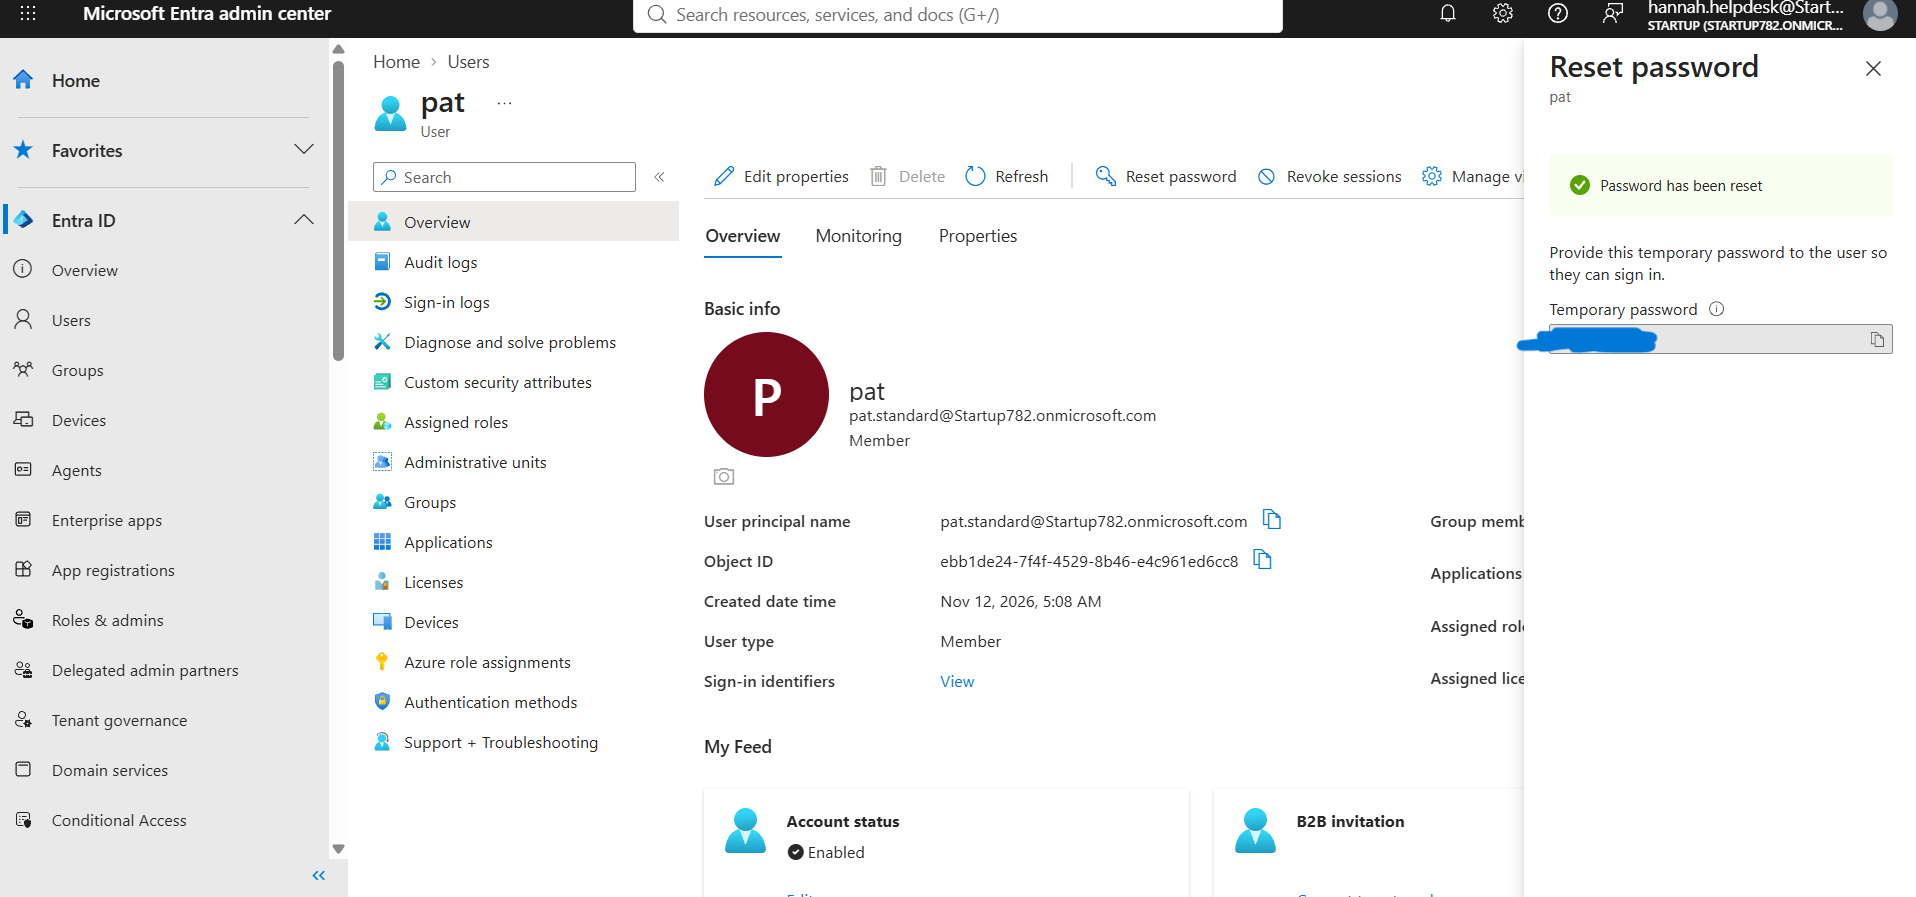 Microsoft Entra admin center
Search resources, services, and docs (G+/)
hannah.helpdesk@Start...
STARTUP (STARTUP782.ONMICR...
Home
Favorites
Entra ID
Overview
Users
Groups
Devices
Agents
Enterprise apps
App registrations
Roles & admins
Delegated admin partners
Tenant governance
Domain services
Conditional Access
Home > Users
pat ...
User
Search
Overview
Audit logs
Sign-in logs
Diagnose and solve problems
Custom security attributes
Assigned roles
Administrative units
Groups
Applications
Licenses
Devices
Azure role assignments
Authentication methods
Support + Troubleshooting
Edit properties Delete Refresh Reset password Revoke sessions Manage vi
Overview Monitoring Properties
Basic info
P
pat
pat.standard@Startup782.onmicrosoft.com
Member
User principal name pat.standard@Startup782.onmicrosoft.com
Object ID ebb1de24-7f4f-4529-8b46-e4c961ed6cc8
Created date time Nov 12, 2026, 5:08 AM
User type Member
Sign-in identifiers View
Group memb
Applications
Assigned role
Assigned lice
My Feed
Account status
Enabled
B2B invitation
Reset password
pat
Password has been reset
Provide this temporary password to the user so
they can sign in.
Temporary password